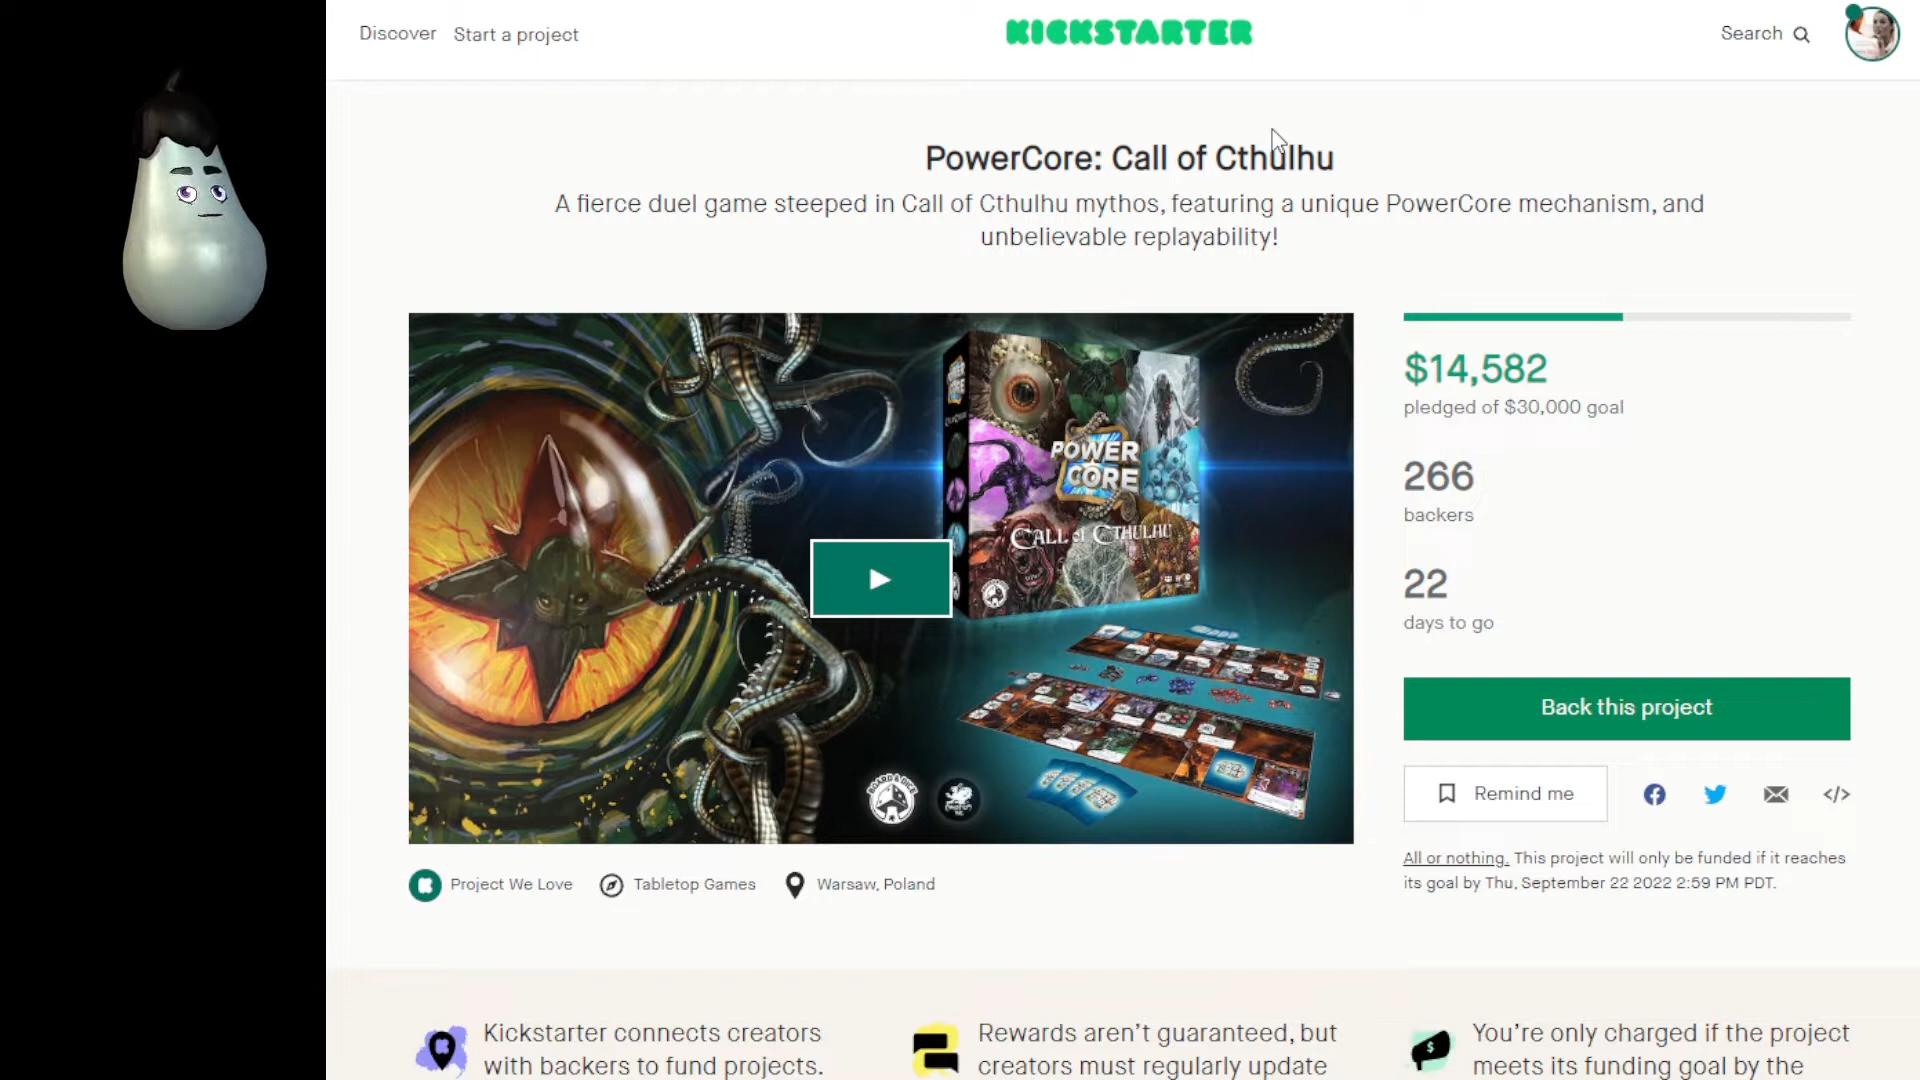 Discover Start a project
KICKSTARTER
Search
PowerCore: Call of Cthulhu
A fierce duel game steeped in Call of Cthulhu mythos, featuring a unique PowerCore mechanism, and
unbelievable replayability!
POWER
CORE
CALL of CTHULHU
BOARD & DICE
$14,582
pledged of $30,000 goal
266
backers
22
days to go
Back this project
Remind me
</>
All or nothing. This project will only be funded if it reaches
its goal by Thu, September 22 2022 2:59 PM PDT.
Project We Love
Tabletop Games
Warsaw, Poland
Kickstarter connects creators
with backers to fund projects.
Rewards aren’t guaranteed, but
creators must regularly update
You’re only charged if the project
meets its funding goal by the